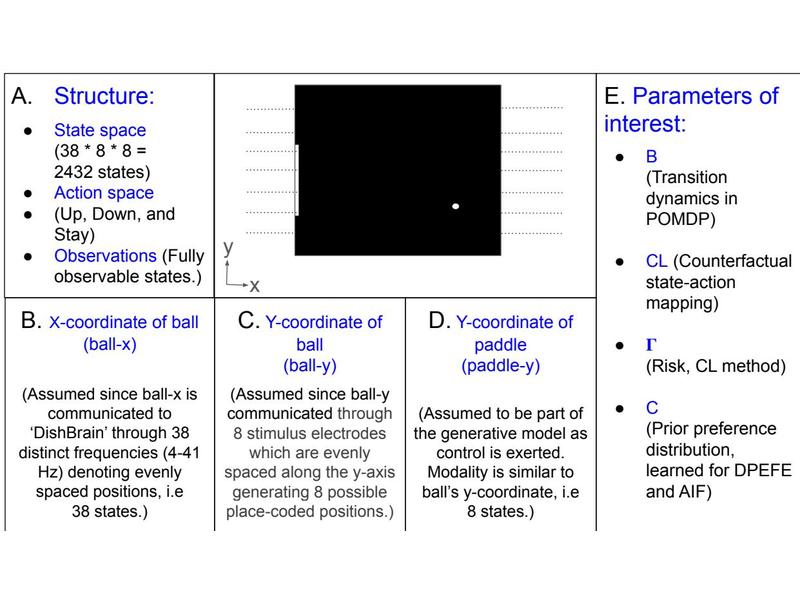 A. Structure:
● State space
(38 * 8 * 8 =
2432 states)
● Action space
● (Up, Down, and
Stay)
● Observations (Fully
observable states.)
y
x
E. Parameters of
interest:
● B
(Transition
dynamics in
POMDP)
● CL (Counterfactual
state-action
mapping)
● Γ
(Risk, CL method)
● C
(Prior preference
distribution,
learned for DPEFE
and AIF)
B. X-coordinate of ball
(ball-x)
(Assumed since ball-x is
communicated to
‘DishBrain’ through 38
distinct frequencies (4-41
Hz) denoting evenly
spaced positions, i.e
38 states.)
C. Y-coordinate of
ball
(ball-y)
(Assumed since ball-y
communicated through
8 stimulus electrodes
which are evenly
spaced along the y-axis
generating 8 possible
place-coded positions.)
D. Y-coordinate of
paddle
(paddle-y)
(Assumed to be part of
the generative model as
control is exerted.
Modality is similar to
ball’s y-coordinate, i.e
8 states.)